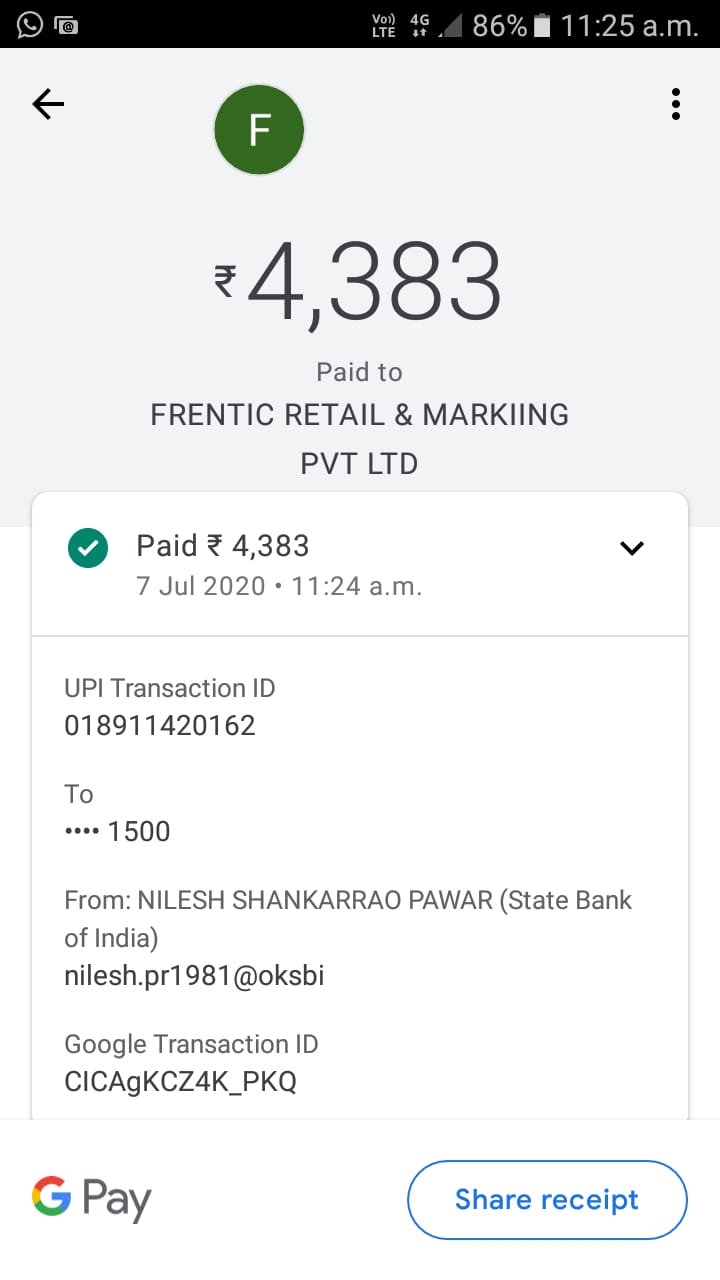 Vo)) LTE 4G 86% 11:25 a.m.
F
₹4,383
Paid to
FRENTIC RETAIL & MARKIING
PVT LTD
Paid ₹ 4,383
7 Jul 2020 • 11:24 a.m.
UPI Transaction ID
018911420162
To
•••• 1500
From: NILESH SHANKARRAO PAWAR (State Bank
of India)
nilesh.pr1981@oksbi
Google Transaction ID
CICAgKCZ4K_PKQ
G Pay
Share receipt